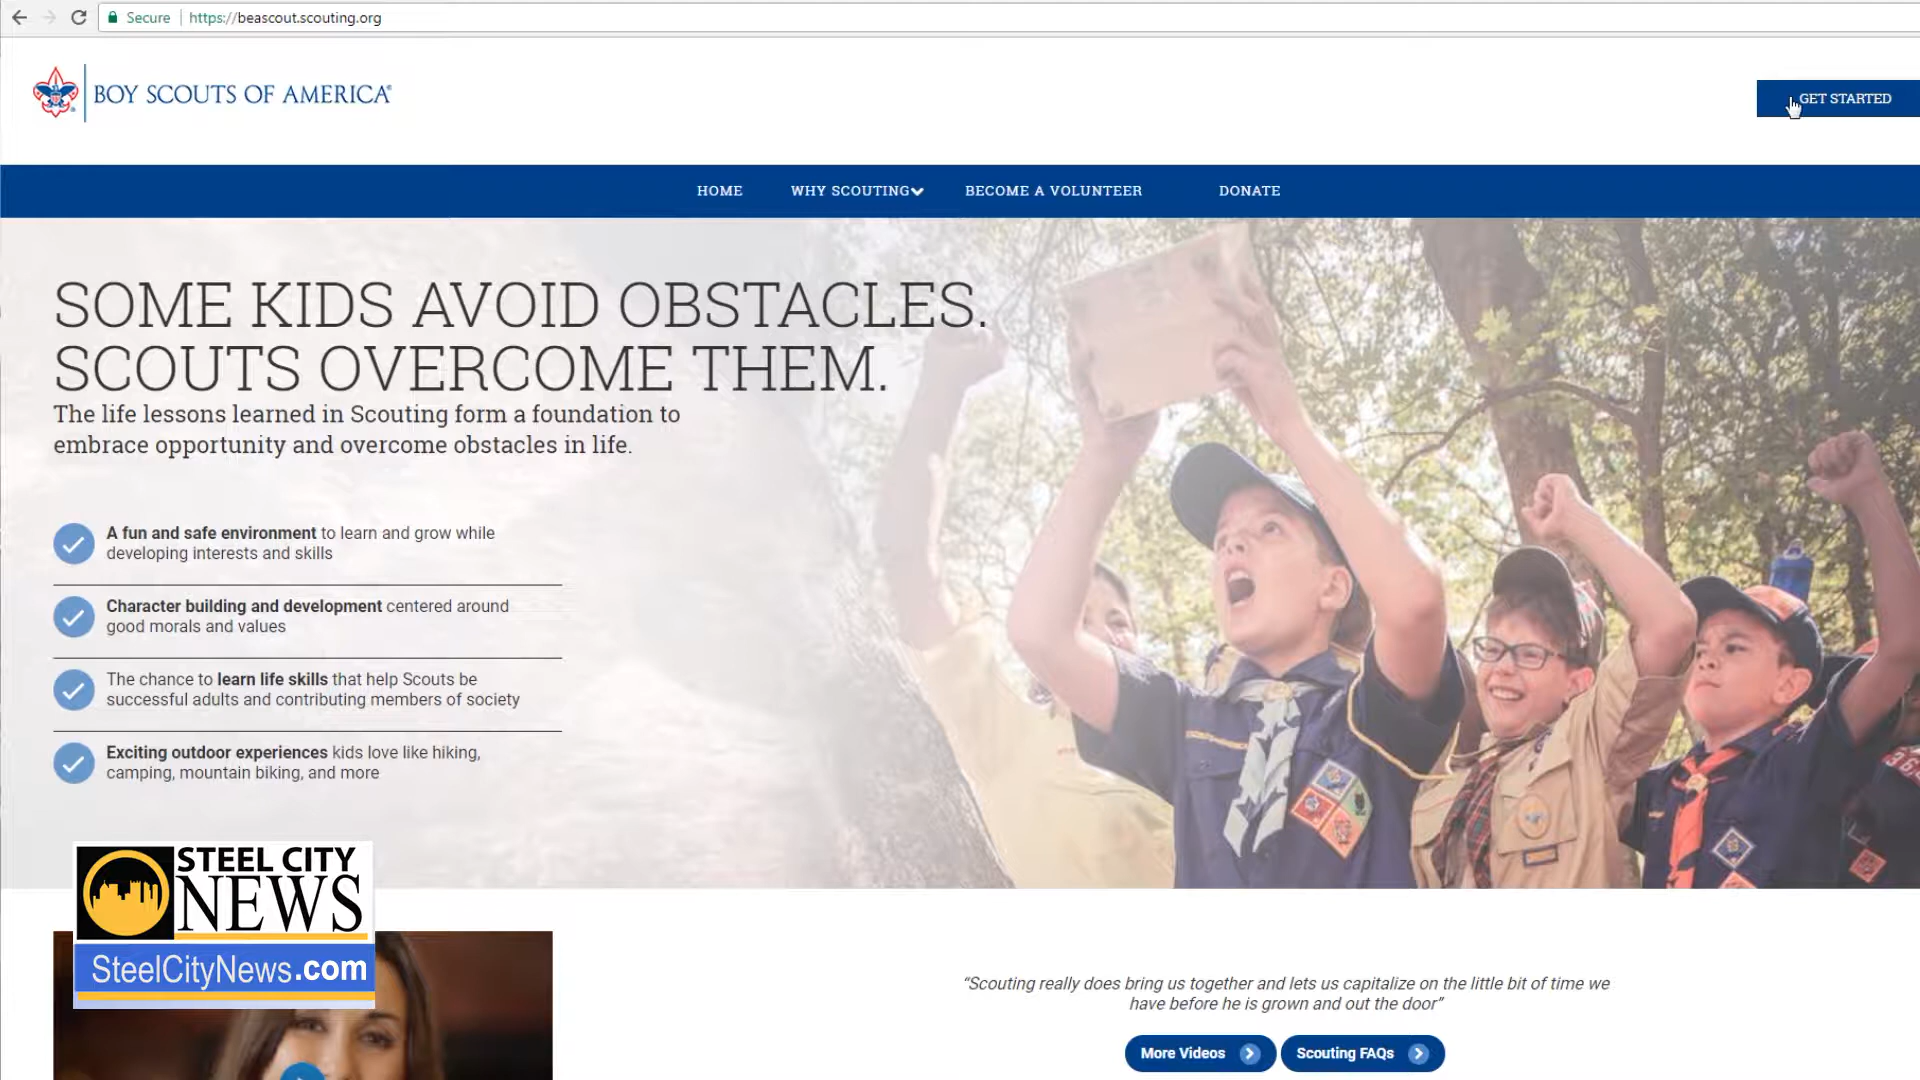 Secure
https://beascout.scouting.org
BOY SCOUTS OF AMERICA®
GET STARTED
HOME
WHY SCOUTING
BECOME A VOLUNTEER
DONATE
SOME KIDS AVOID OBSTACLES.
SCOUTS OVERCOME THEM.
The life lessons learned in Scouting form a foundation to
embrace opportunity and overcome obstacles in life.
A fun and safe environment to learn and grow while
developing interests and skills
Character building and development centered around
good morals and values
The chance to learn life skills that help Scouts be
successful adults and contributing members of society
Exciting outdoor experiences kids love like hiking,
camping, mountain biking, and more
STEEL CITY
NEWS
SteelCityNews.com
“Scouting really does bring us together and lets us capitalize on the little bit of time we
have before he is grown and out the door”
More Videos
Scouting FAQs